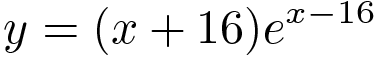 y = (x + 16)e^{x-16}